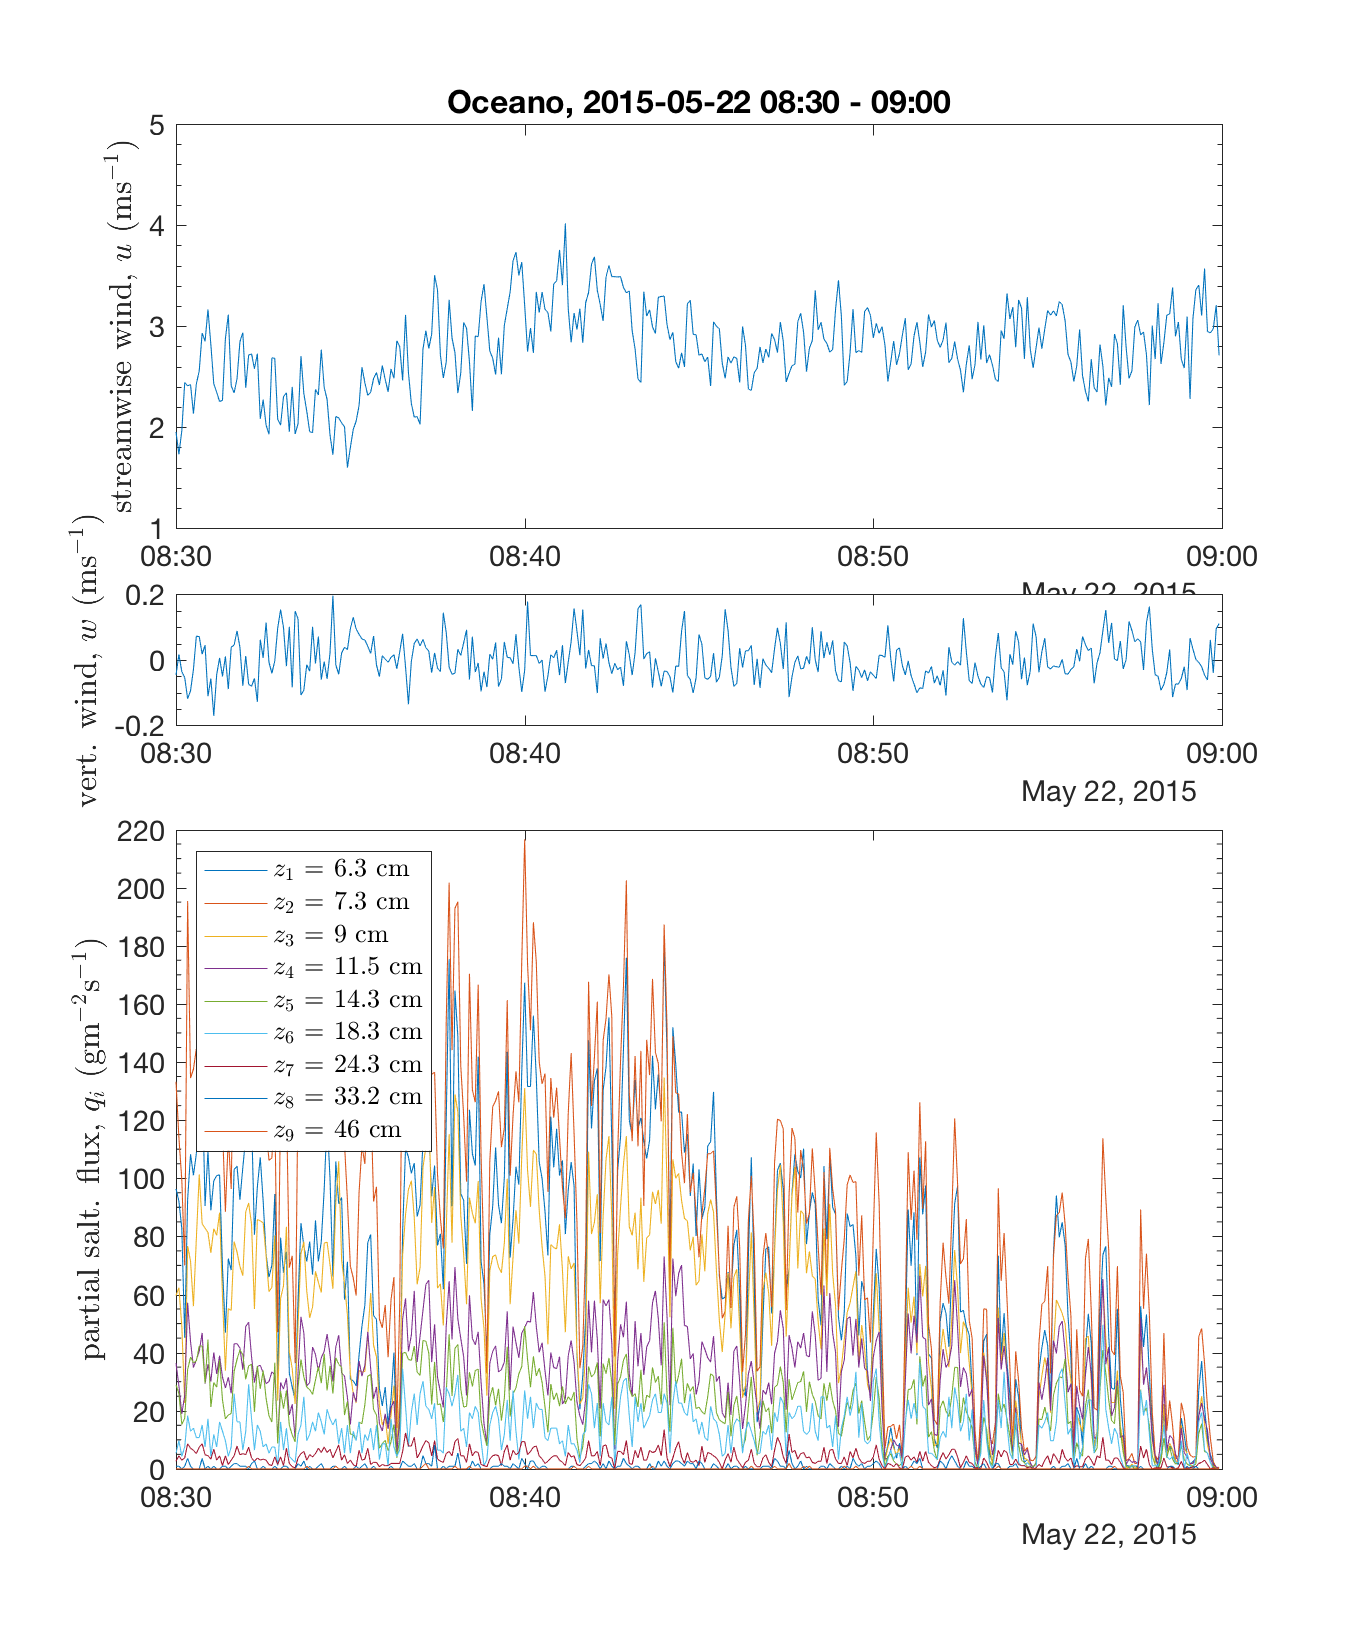 Oceano, 2015-05-22 08:30 - 09:00
streamwise wind, u (ms⁻¹)
5
4
3
2
1
08:30 08:40 08:50 09:00
May 22, 2015
vert. wind, w (ms⁻¹)
0.2
0
-0.2
08:30 08:40 08:50 09:00
May 22, 2015
partial salt. flux, qᵢ (gm⁻²s⁻¹)
220
200
180
160
140
120
100
80
60
40
20
0
z₁ = 6.3 cm
z₂ = 7.3 cm
z₃ = 9 cm
z₄ = 11.5 cm
z₅ = 14.3 cm
z₆ = 18.3 cm
z₇ = 24.3 cm
z₈ = 33.2 cm
z₉ = 46 cm
08:30 08:40 08:50 09:00
May 22, 2015